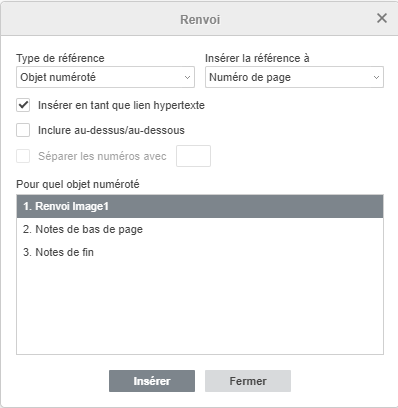 Renvoi
Type de référence
Insérer la référence à
Objet numéroté
Numéro de page
Insérer en tant que lien hypertexte
Inclure au-dessus/au-dessous
Séparer les numéros avec
Pour quel objet numéroté
1. Renvoi Image1
2. Notes de bas de page
3. Notes de fin
Insérer
Fermer